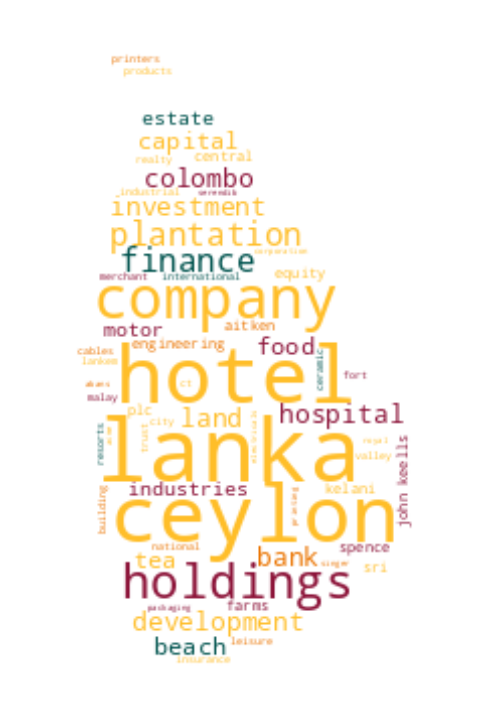 printers
products
estate
capital
realty central
colombo
industrial serendib
investment
plantation
corporation
finance
merchant international equity
company
motor aitken
engineering food
cables
lankem
hotel
ceramic
fort
abans ct
malay
plc land hospital
city
trust
electricals
resorts
lanka
royal
valley
john keells
industries kelani
building
printing
ceylon
national bank spence
tea singer sri
holdings
packaging farms
development
beach leisure
insurance